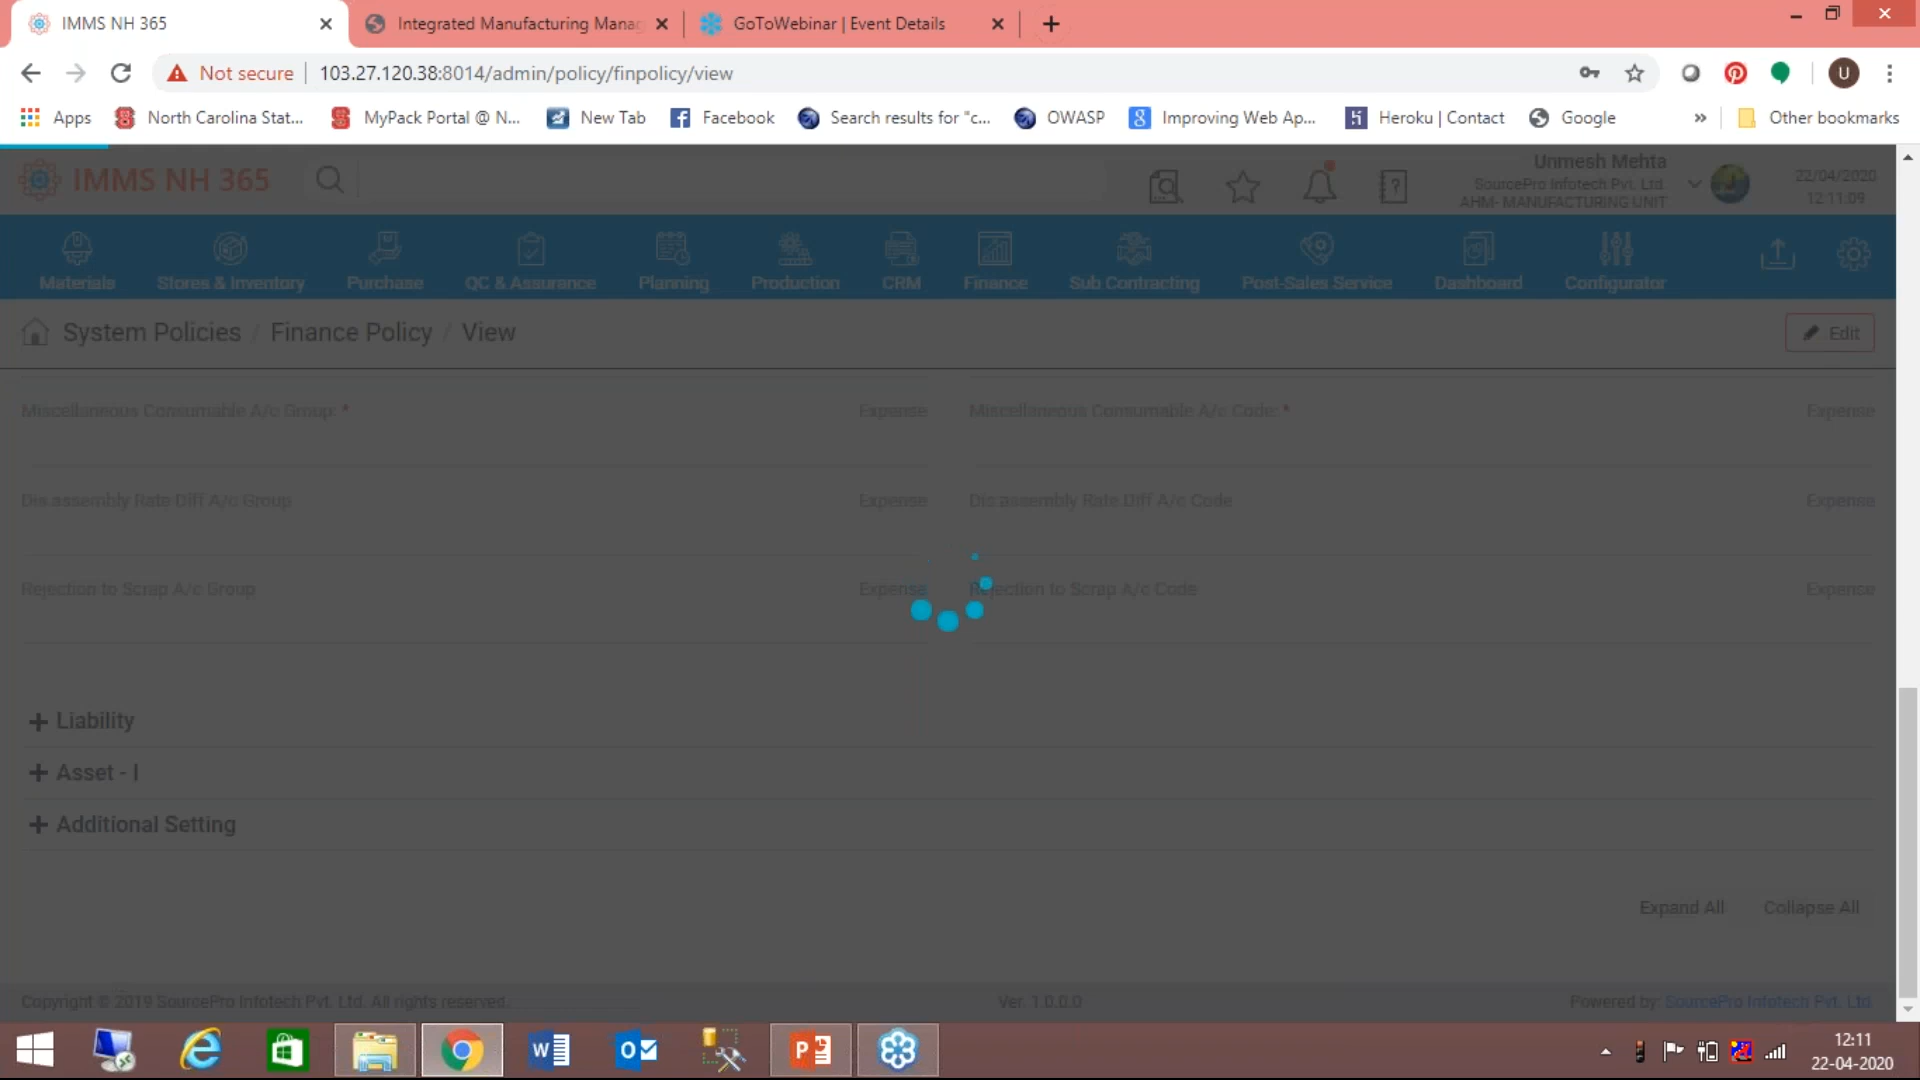 IMMS NH 365
Integrated Manufacturing Manag
GoToWebinar | Event Details
Not secure
103.27.120.38:8014/admin/policy/finpolicy/view
U
Apps
North Carolina Stat...
MyPack Portal @ N...
New Tab
Facebook
Search results for "c...
OWASP
Improving Web Ap...
Heroku | Contact
Google
»
Other bookmarks
IMMS NH 365
Unmesh Mehta
SourcePro Infotech Pvt. Ltd.
AHM- MANUFACTURING UNIT
22/04/2020
12:11:09
Materials
Stores & Inventory
Purchase
QC & Assurance
Planning
Production
CRM
Finance
Sub Contracting
Post-Sales Service
Dashboard
Configurator
System Policies / Finance Policy / View
Edit
Miscellaneous Consumable A/c Group: *
Expense
Miscellaneous Consumable A/c Code: *
Expense
Dis.assembly Rate Diff A/c Group
Expense
Dis.assembly Rate Diff A/c Code
Expense
Rejection to Scrap A/c Group
Expense
Rejection to Scrap A/c Code
Expense
Liability
Asset - I
Additional Setting
Expand All
Collapse All
Copyright © 2019 SourcePro Infotech Pvt. Ltd. All rights reserved.
Ver. 1.0.0.0
Powered by: SourcePro Infotech Pvt. Ltd
12:11
22-04-2020